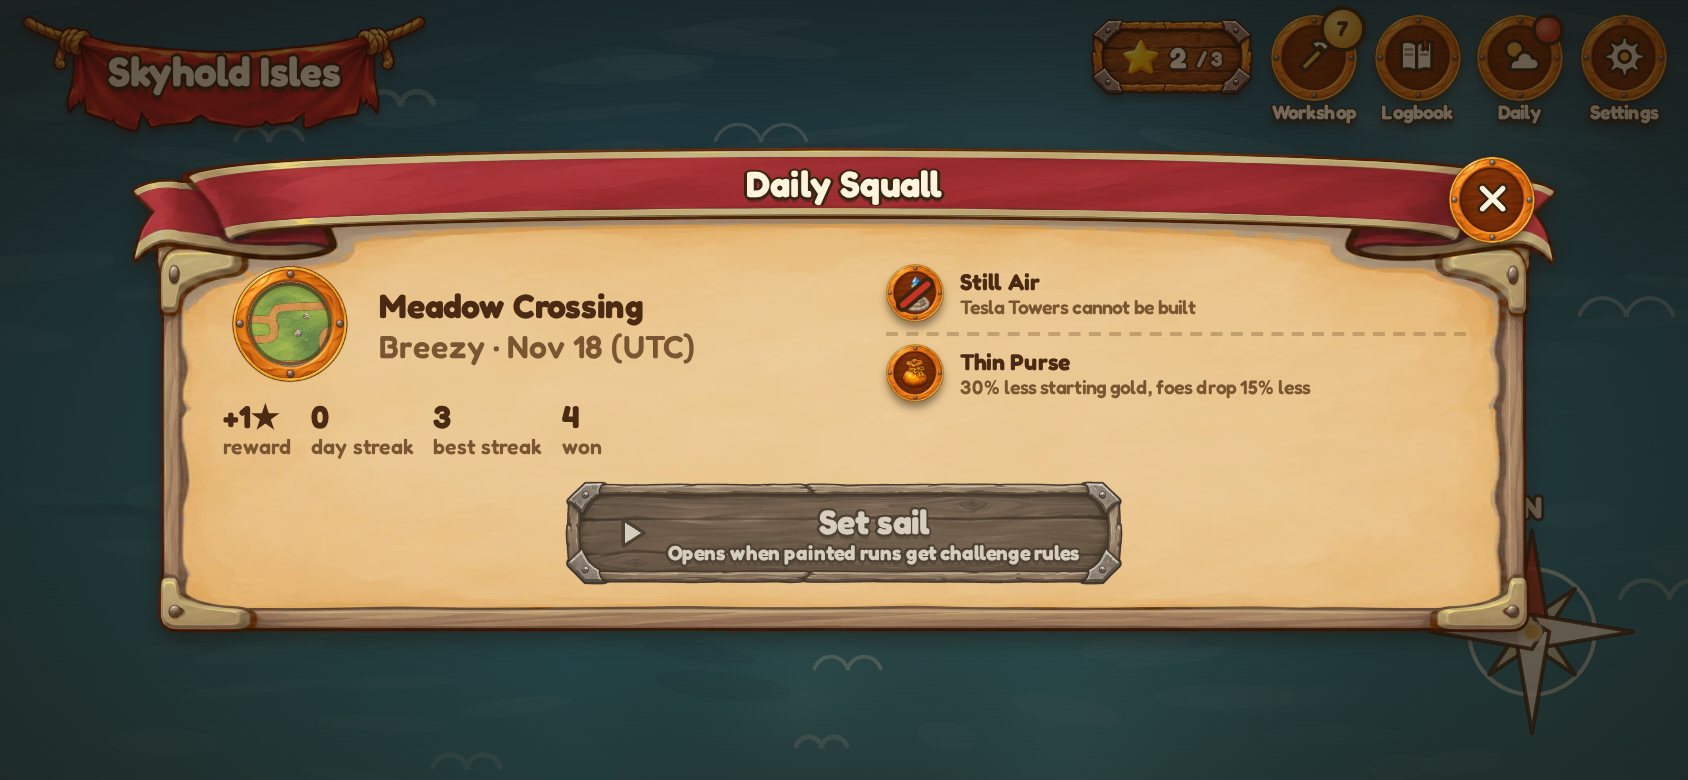 Skyhold Isles
2 /3
7
Workshop
Logbook
Daily
Settings
Daily Squall
Meadow Crossing
Breezy · Nov 18 (UTC)
+1★
reward
0
day streak
3
best streak
4
won
Still Air
Tesla Towers cannot be built
Thin Purse
30% less starting gold, foes drop 15% less
Set sail
Opens when painted runs get challenge rules
N